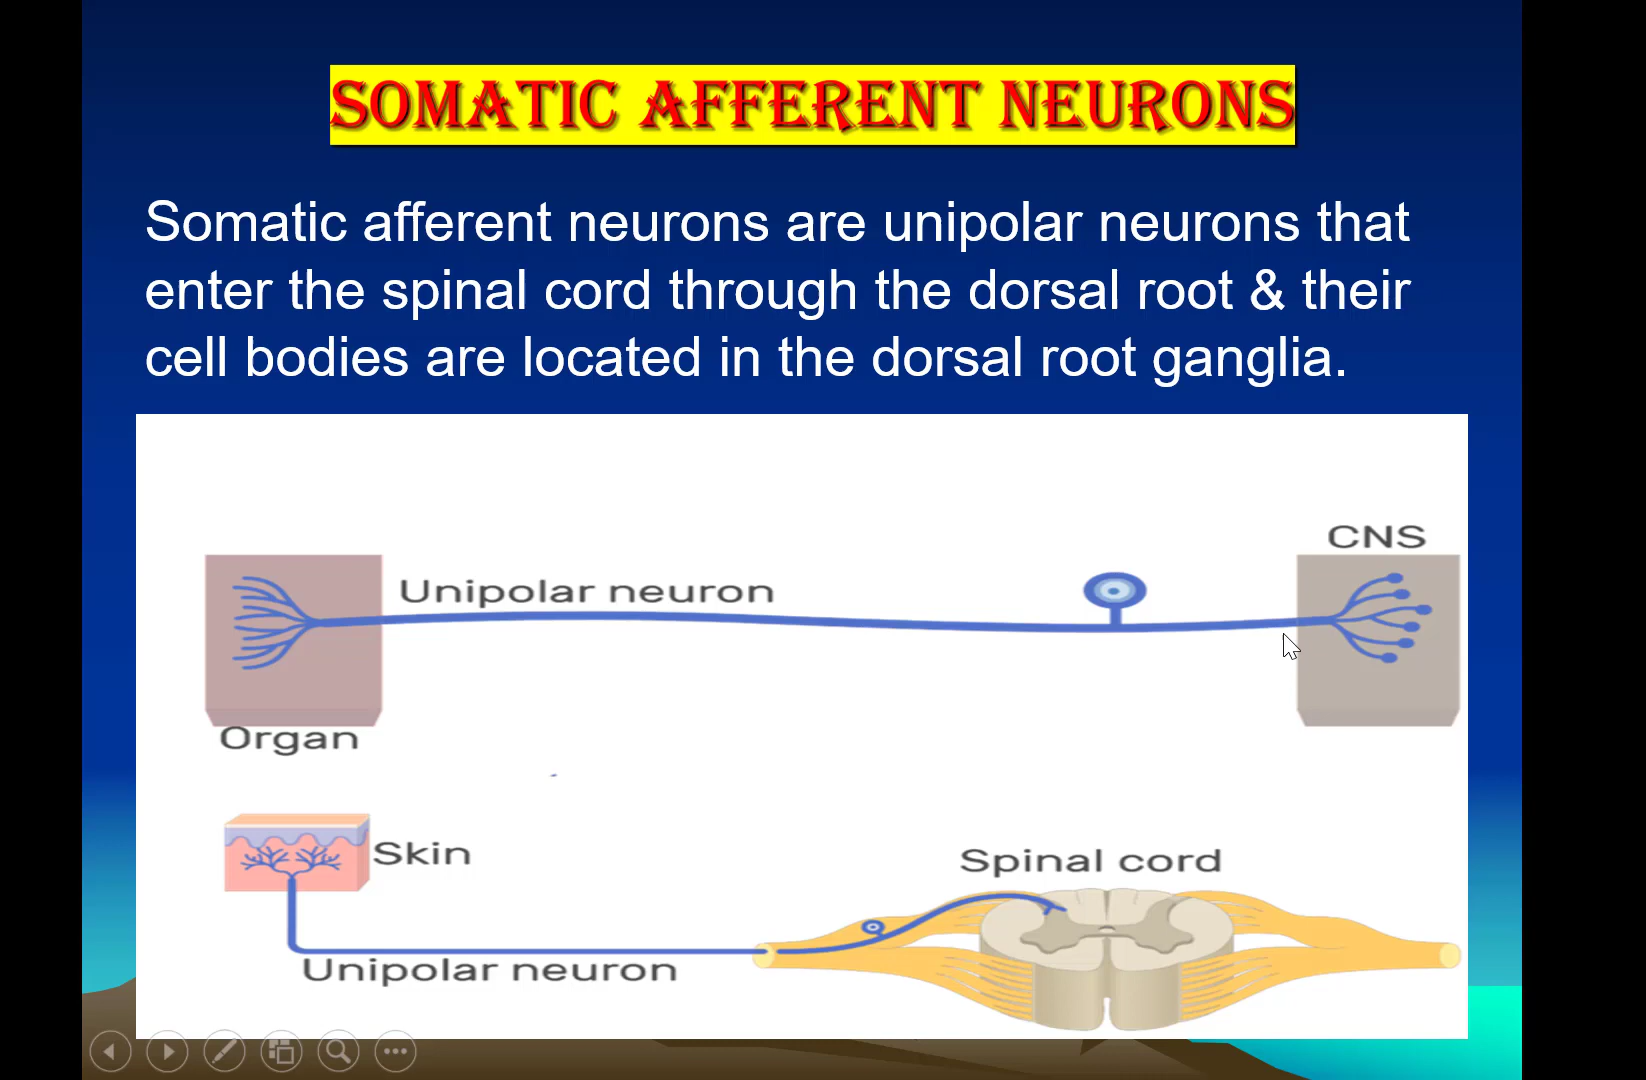 SOMATIC AFFERENT NEURONS
Somatic afferent neurons are unipolar neurons that
enter the spinal cord through the dorsal root & their
cell bodies are located in the dorsal root ganglia.
CNS
Unipolar neuron
Organ
Skin
Spinal cord
Unipolar neuron